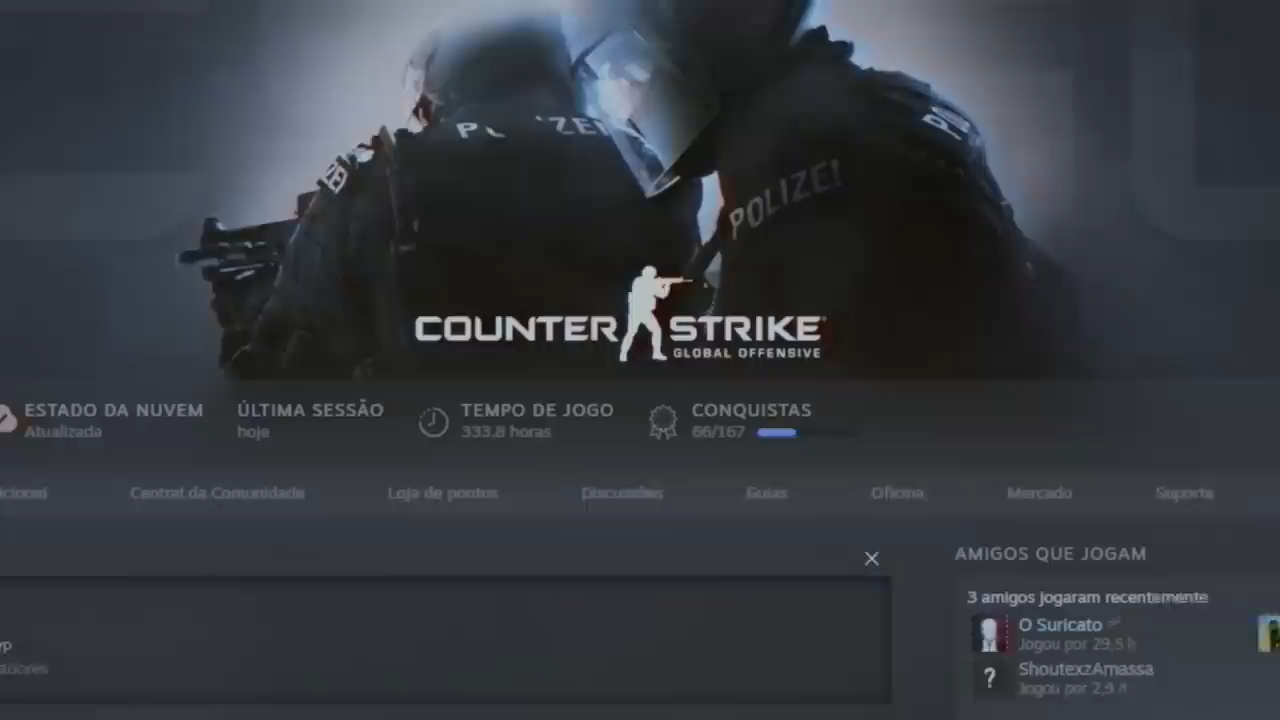 POLIZEI
COUNTER STRIKE
GLOBAL OFFENSIVE
ESTADO DA NUVEM
Atualizada
ÚLTIMA SESSÃO
hoje
TEMPO DE JOGO
333,8 horas
CONQUISTAS
66/167
Central da Comunidade
Loja de pontos
Discussões
Guias
Oficina
Mercado
Suporte
AMIGOS QUE JOGAM
3 amigos jogaram recentemente
O Suricato
Jogou por 29,5 h
ShoutexzAmassa
Jogou por 2,9 h